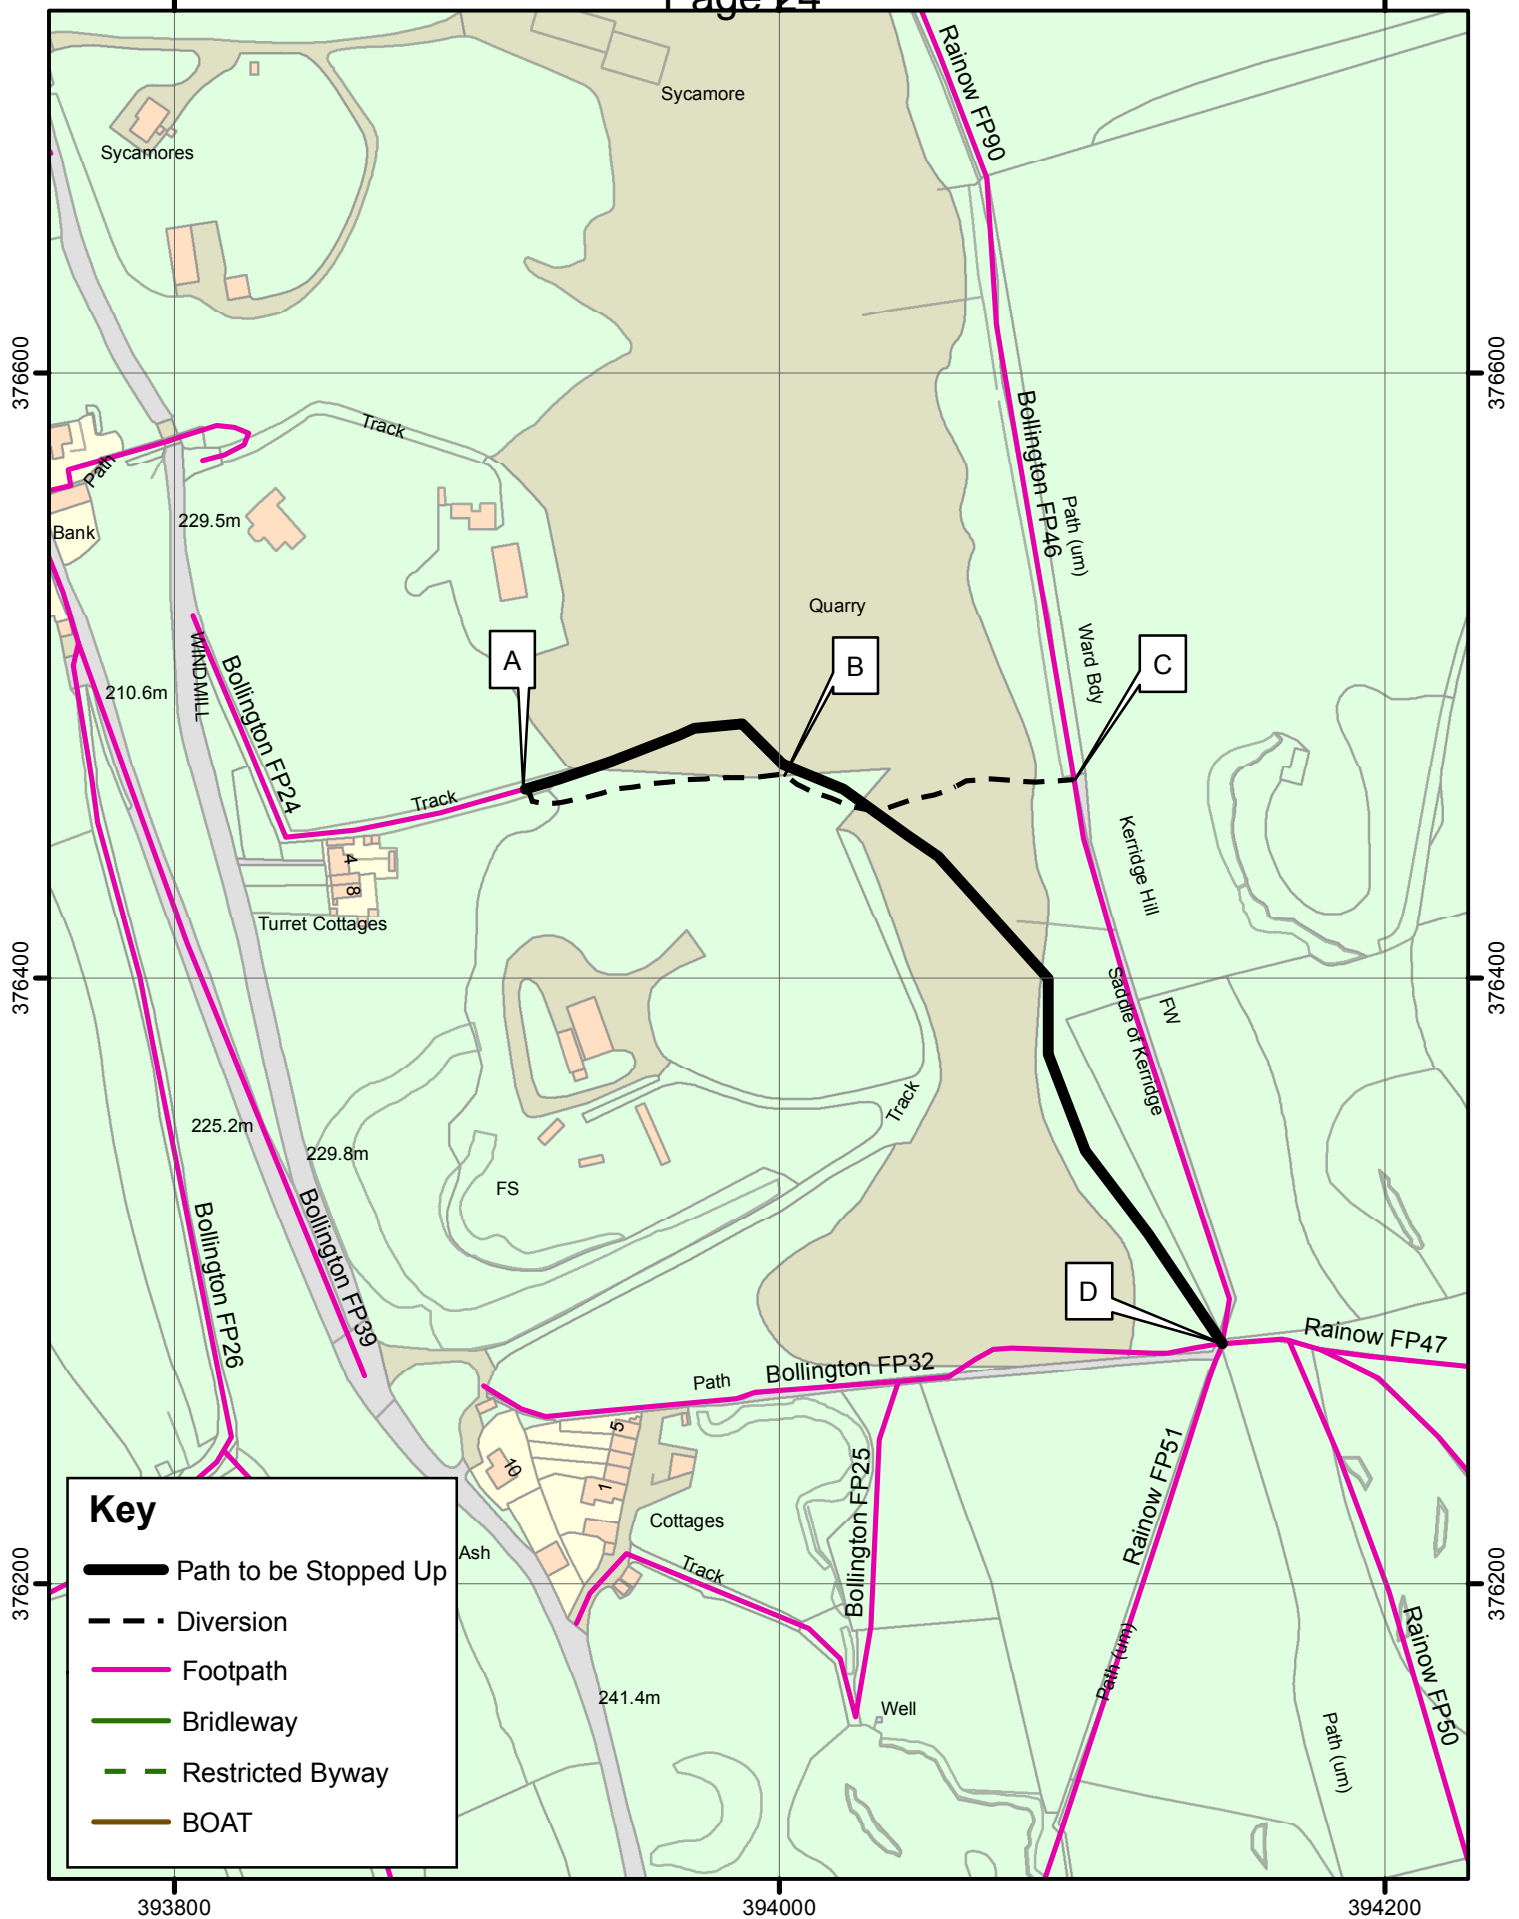 Page 24
Sycamore
Rainow FP90
Sycamores
376600
376600
Track
Path
Bollington FP46
Path (um)
229.5m
Bank
Quarry
WINDMILL
Bollington FP24
210.6m
A
B
C
Ward Bdy
Track
4
8
Turret Cottages
Kerridge Hill
376400
376400
Saddle of Kerridge
FW
Track
225.2m
229.8m
FS
Bollington FP26
Bollington FP39
D
Rainow FP47
Bollington FP32
Path
5
10
1
Cottages
Ash
Track
Bollington FP25
Rainow FP51
Path (um)
376200
376200
Rainow FP50
Path (um)
241.4m
Well
Key
Path to be Stopped Up
Diversion
Footpath
Bridleway
Restricted Byway
BOAT
393800
394000
394200